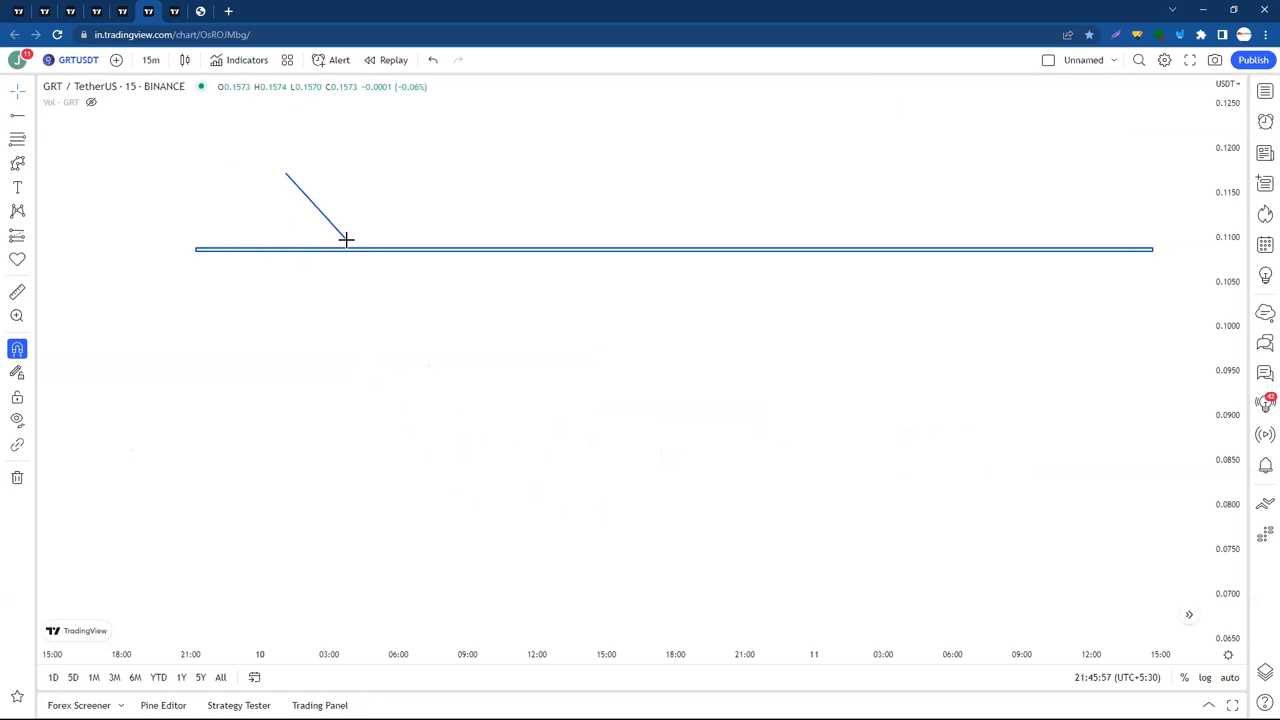 in.tradingview.com/chart/OsROJMbg/
J 11 GRTUSDT 15m Indicators Alert Replay Unnamed Publish
GRT / TetherUS · 15 · BINANCE O0.1573 H0.1574 L0.1570 C0.1573 −0.0001 (−0.06%) USDT
Vol · GRT
0.1250
0.1200
0.1150
0.1100
0.1050
0.1000
0.0950
0.0900
42
0.0850
0.0800
0.0750
0.0700
TradingView
0.0650
15:00 18:00 21:00 10 03:00 06:00 09:00 12:00 15:00 18:00 21:00 11 03:00 06:00 09:00 12:00 15:00
1D 5D 1M 3M 6M YTD 1Y 5Y All 21:45:57 (UTC+5:30) % log auto
Forex Screener Pine Editor Strategy Tester Trading Panel